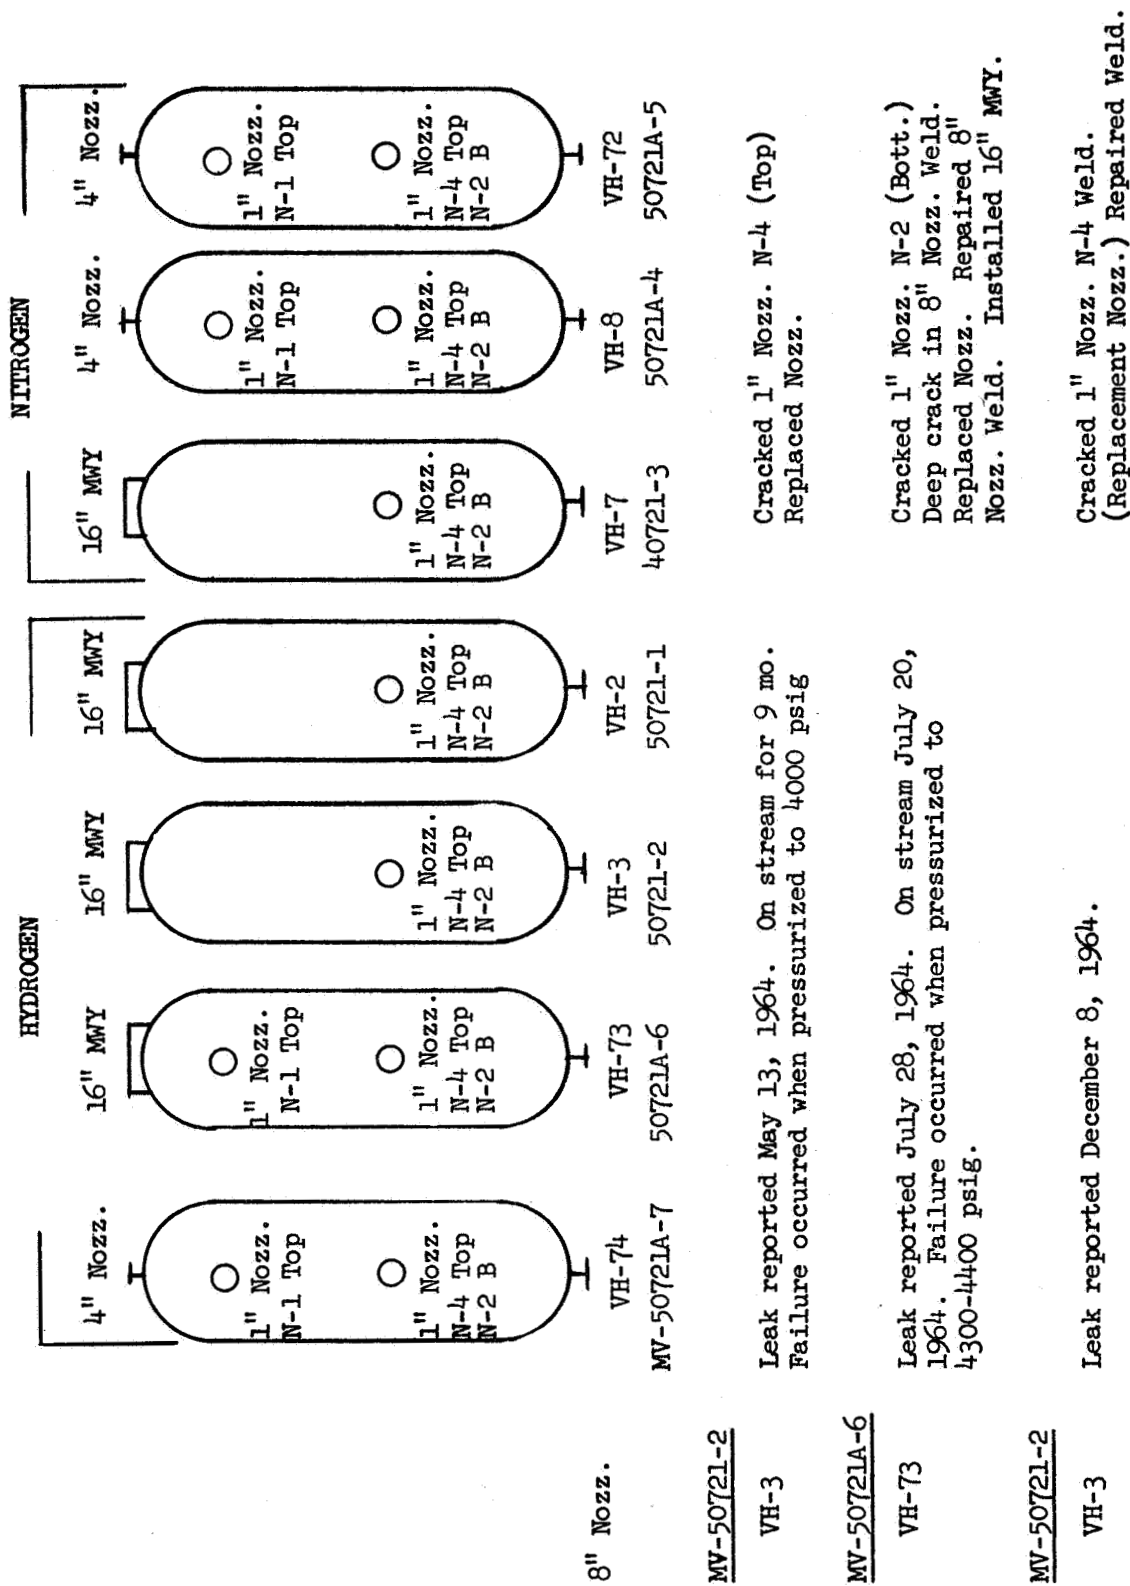 HYDROGEN
NITROGEN
4" Nozz.
16" MWY
16" MWY
16" MWY
16" MWY
4" Nozz.
4" Nozz.
1" Nozz.
N-1 Top
1" Nozz.
N-1 Top
1" Nozz.
N-1 Top
1" Nozz.
N-1 Top
1" Nozz.
N-4 Top
N-2 B
1" Nozz.
N-4 Top
N-2 B
1" Nozz.
N-4 Top
N-2 B
1" Nozz.
N-4 Top
N-2 B
1" Nozz.
N-4 Top
N-2 B
1" Nozz.
N-4 Top
N-2 B
1" Nozz.
N-4 Top
N-2 B
8" Nozz.
VH-74
VH-73
VH-3
VH-2
VH-7
VH-8
VH-72
MV-50721A-7
50721A-6
50721-2
50721-1
40721-3
50721A-4
50721A-5
MV-50721-2
VH-3
Leak reported May 13, 1964. On stream for 9 mo.
Failure occurred when pressurized to 4000 psig
Cracked 1" Nozz. N-4 (Top)
Replaced Nozz.
MV-50721A-6
VH-73
Leak reported July 28, 1964. On stream July 20,
1964. Failure occurred when pressurized to
4300-4400 psig.
Cracked 1" Nozz. N-2 (Bott.)
Deep crack in 8" Nozz. Weld.
Replaced Nozz. Repaired 8"
Nozz. Weld. Installed 16" MWY.
MV-50721-2
VH-3
Leak reported December 8, 1964.
Cracked 1" Nozz. N-4 Weld.
(Replacement Nozz.) Repaired Weld.